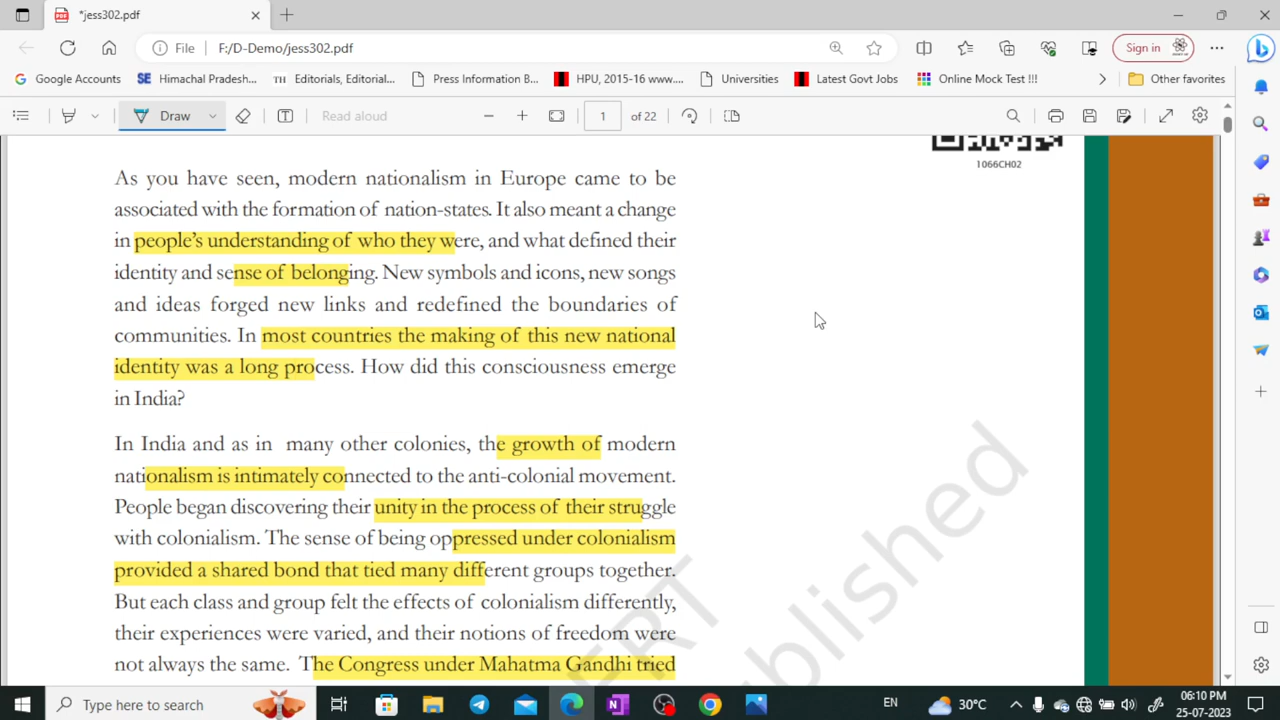 *jess302.pdf
File F:/D-Demo/jess302.pdf
Sign in
Google Accounts
Himachal Pradesh...
Editorials, Editorial...
Press Information B...
HPU, 2015-16 www....
Universities
Latest Govt Jobs
Online Mock Test !!!
Other favorites
Draw
Read aloud
1 of 22
1066CH02
As you have seen, modern nationalism in Europe came to be
associated with the formation of nation-states. It also meant a change
in people's understanding of who they were, and what defined their
identity and sense of belonging. New symbols and icons, new songs
and ideas forged new links and redefined the boundaries of
communities. In most countries the making of this new national
identity was a long process. How did this consciousness emerge
in India?
In India and as in many other colonies, the growth of modern
nationalism is intimately connected to the anti-colonial movement.
People began discovering their unity in the process of their struggle
with colonialism. The sense of being oppressed under colonialism
provided a shared bond that tied many different groups together.
But each class and group felt the effects of colonialism differently,
their experiences were varied, and their notions of freedom were
not always the same. The Congress under Mahatma Gandhi tried
ERT
blished
Type here to search
30°C
EN
06:10 PM
25-07-2023